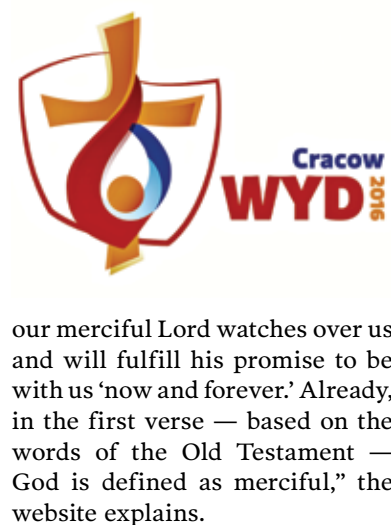 Cracow
WYD 2016
our merciful Lord watches over us
and will fulfill his promise to be
with us ‘now and forever.’ Already,
in the first verse — based on the
words of the Old Testament —
God is defined as merciful,” the
website explains.